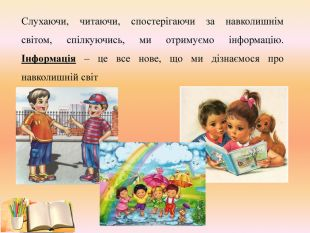 Слухаючи, читаючи, спостерігаючи за навколишнім
світом, спілкуючись, ми отримуємо інформацію.
Інформація – це все нове, що ми дізнаємося про
навколишній світ